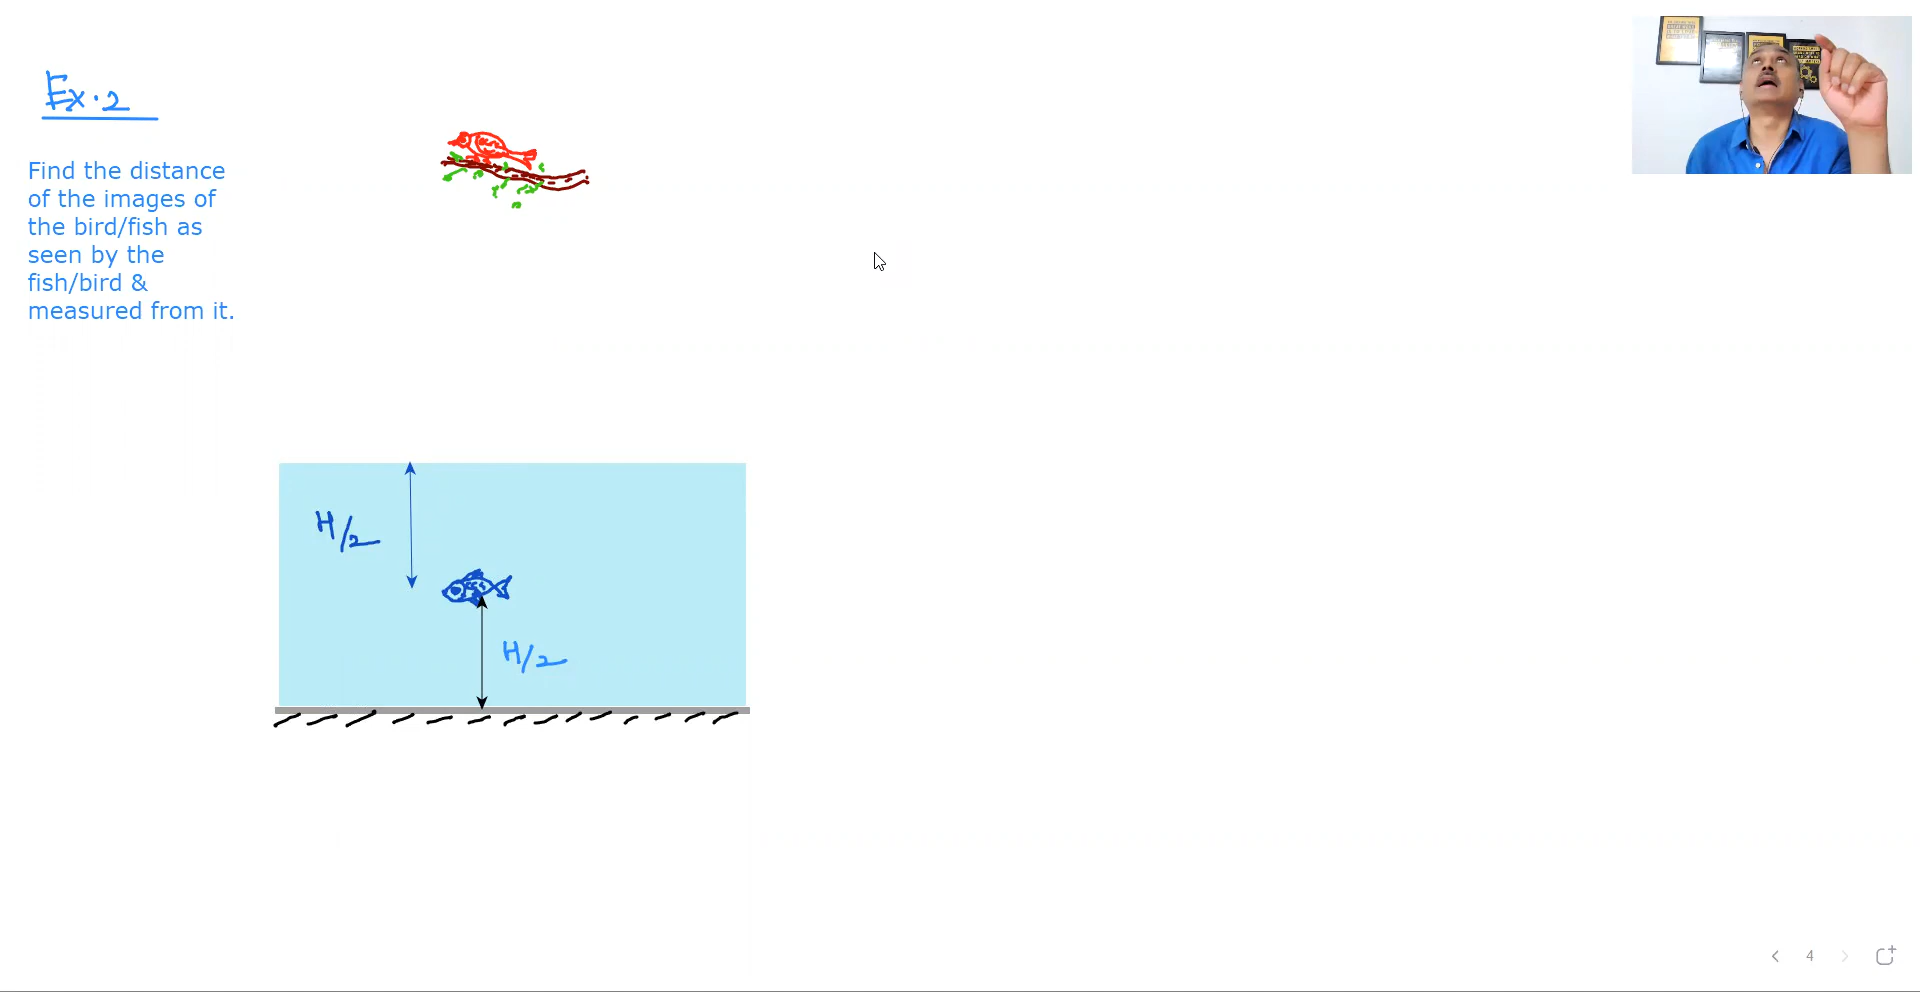 Ex. 2
Find the distance
of the images of
the bird/fish as
seen by the
fish/bird &
measured from it.
H/2
H/2
4